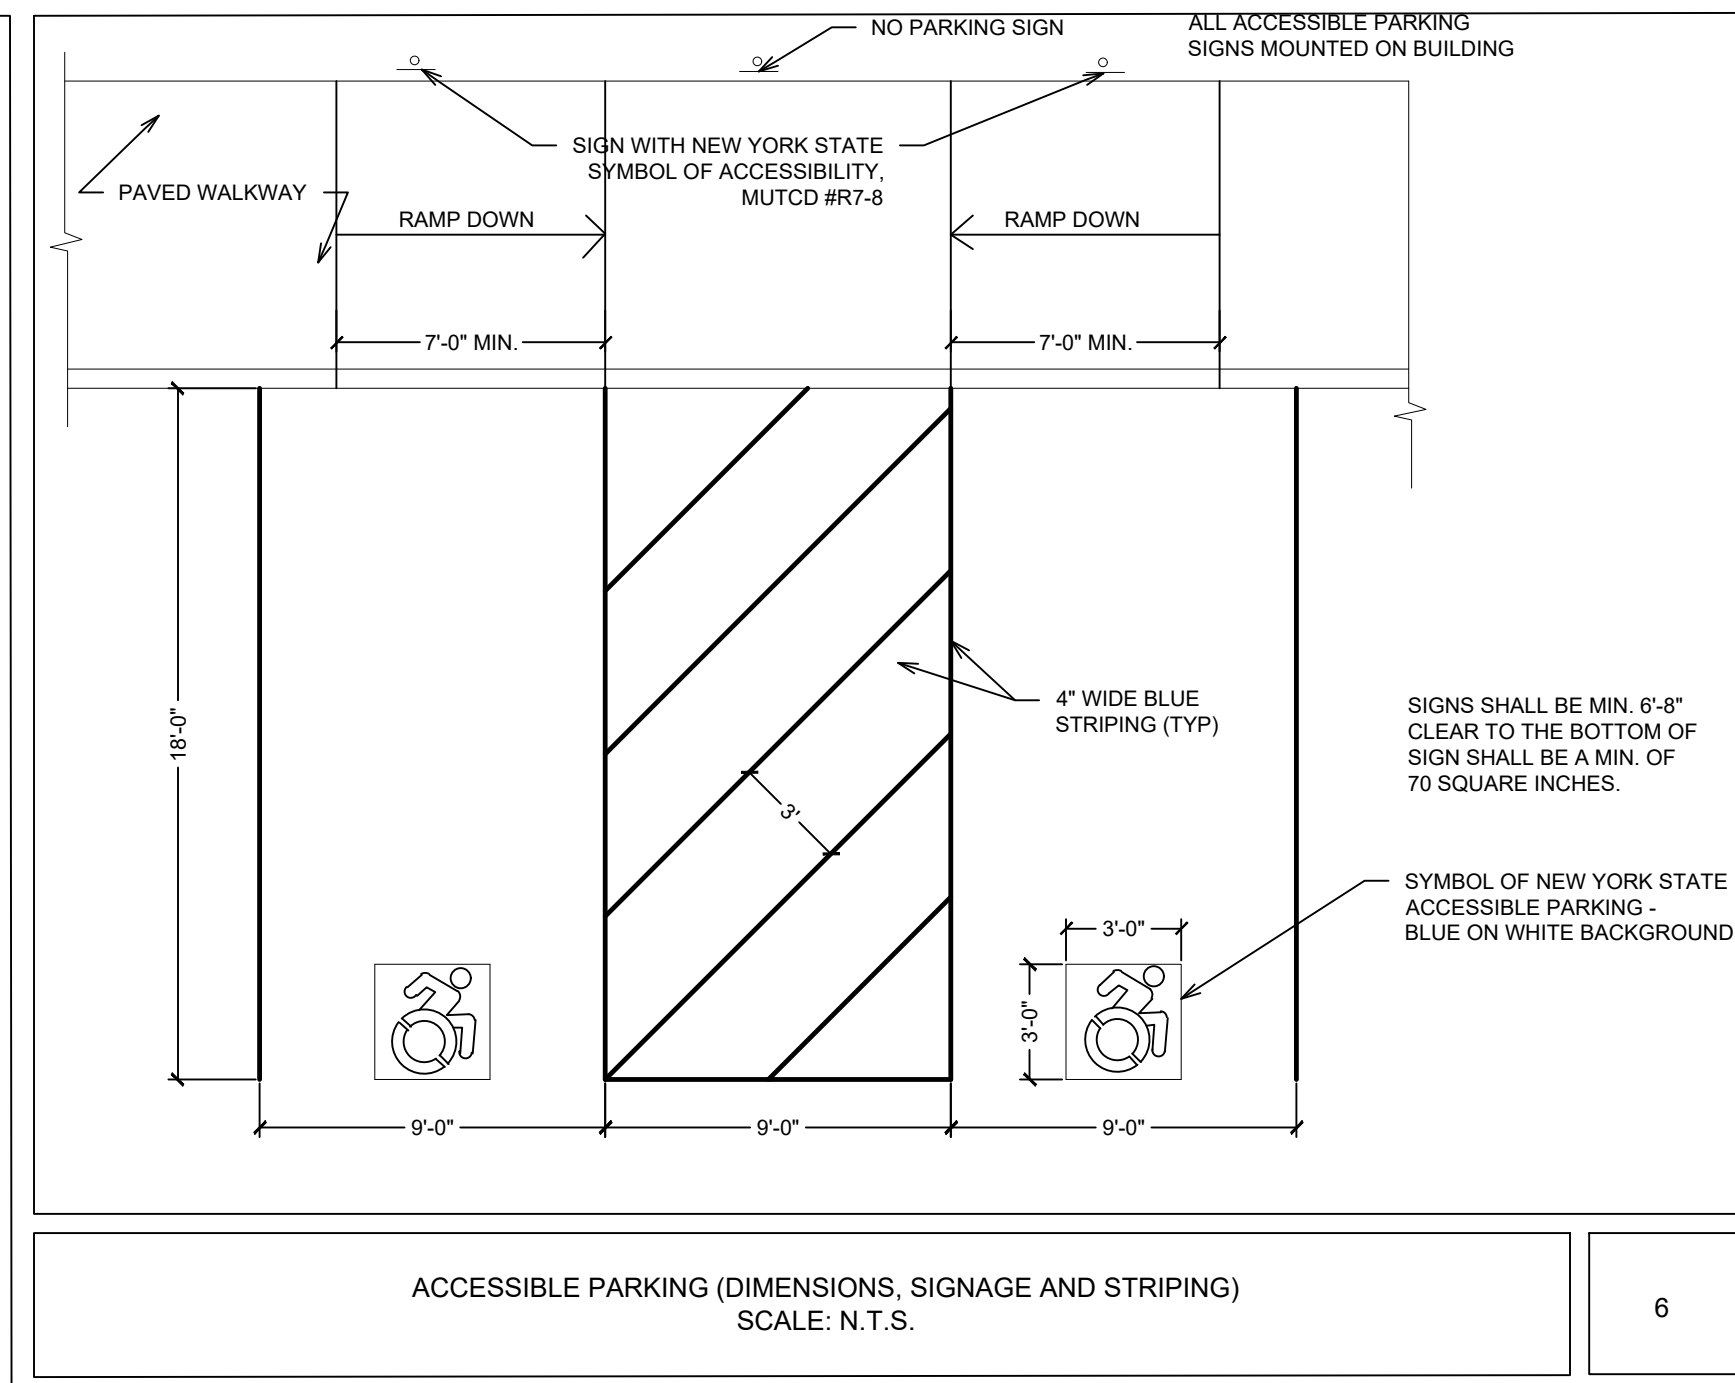 NO PARKING SIGN
ALL ACCESSIBLE PARKING
SIGNS MOUNTED ON BUILDING
SIGN WITH NEW YORK STATE
SYMBOL OF ACCESSIBILITY,
MUTCD #R7-8
PAVED WALKWAY
RAMP DOWN
RAMP DOWN
7'-0" MIN.
7'-0" MIN.
18'-0"
4" WIDE BLUE
STRIPING (TYP)
SIGNS SHALL BE MIN. 6'-8"
CLEAR TO THE BOTTOM OF
SIGN SHALL BE A MIN. OF
70 SQUARE INCHES.
3'
SYMBOL OF NEW YORK STATE
ACCESSIBLE PARKING -
BLUE ON WHITE BACKGROUND
3'-0"
3'-0"
9'-0"
9'-0"
9'-0"
ACCESSIBLE PARKING (DIMENSIONS, SIGNAGE AND STRIPING)
SCALE: N.T.S.
6